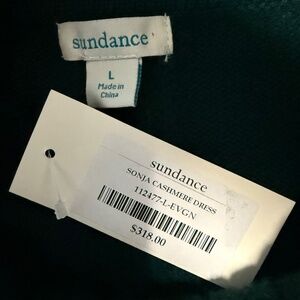 sundance
L
Made in
China
sundance
SONJA CASHMERE DRESS
112477-L-EVGN
$318.00